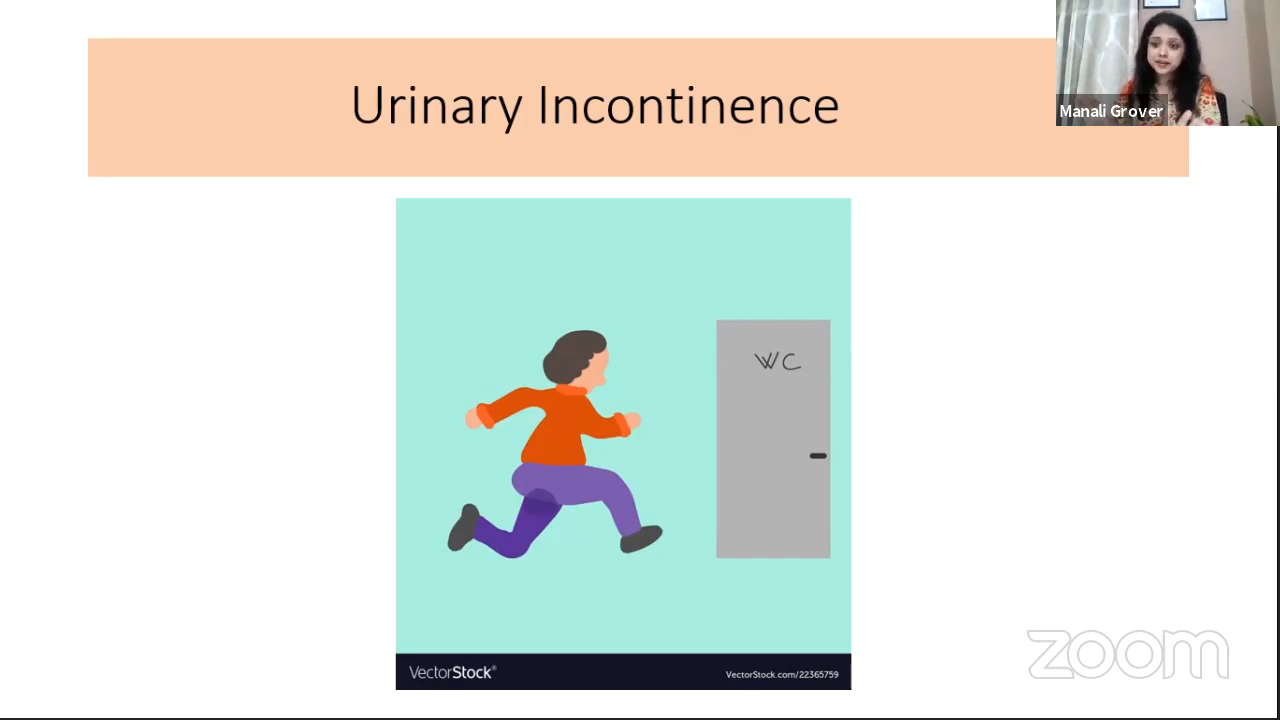 Urinary Incontinence
Manali Grover
WC
VectorStock®
VectorStock.com/22365759
zoom